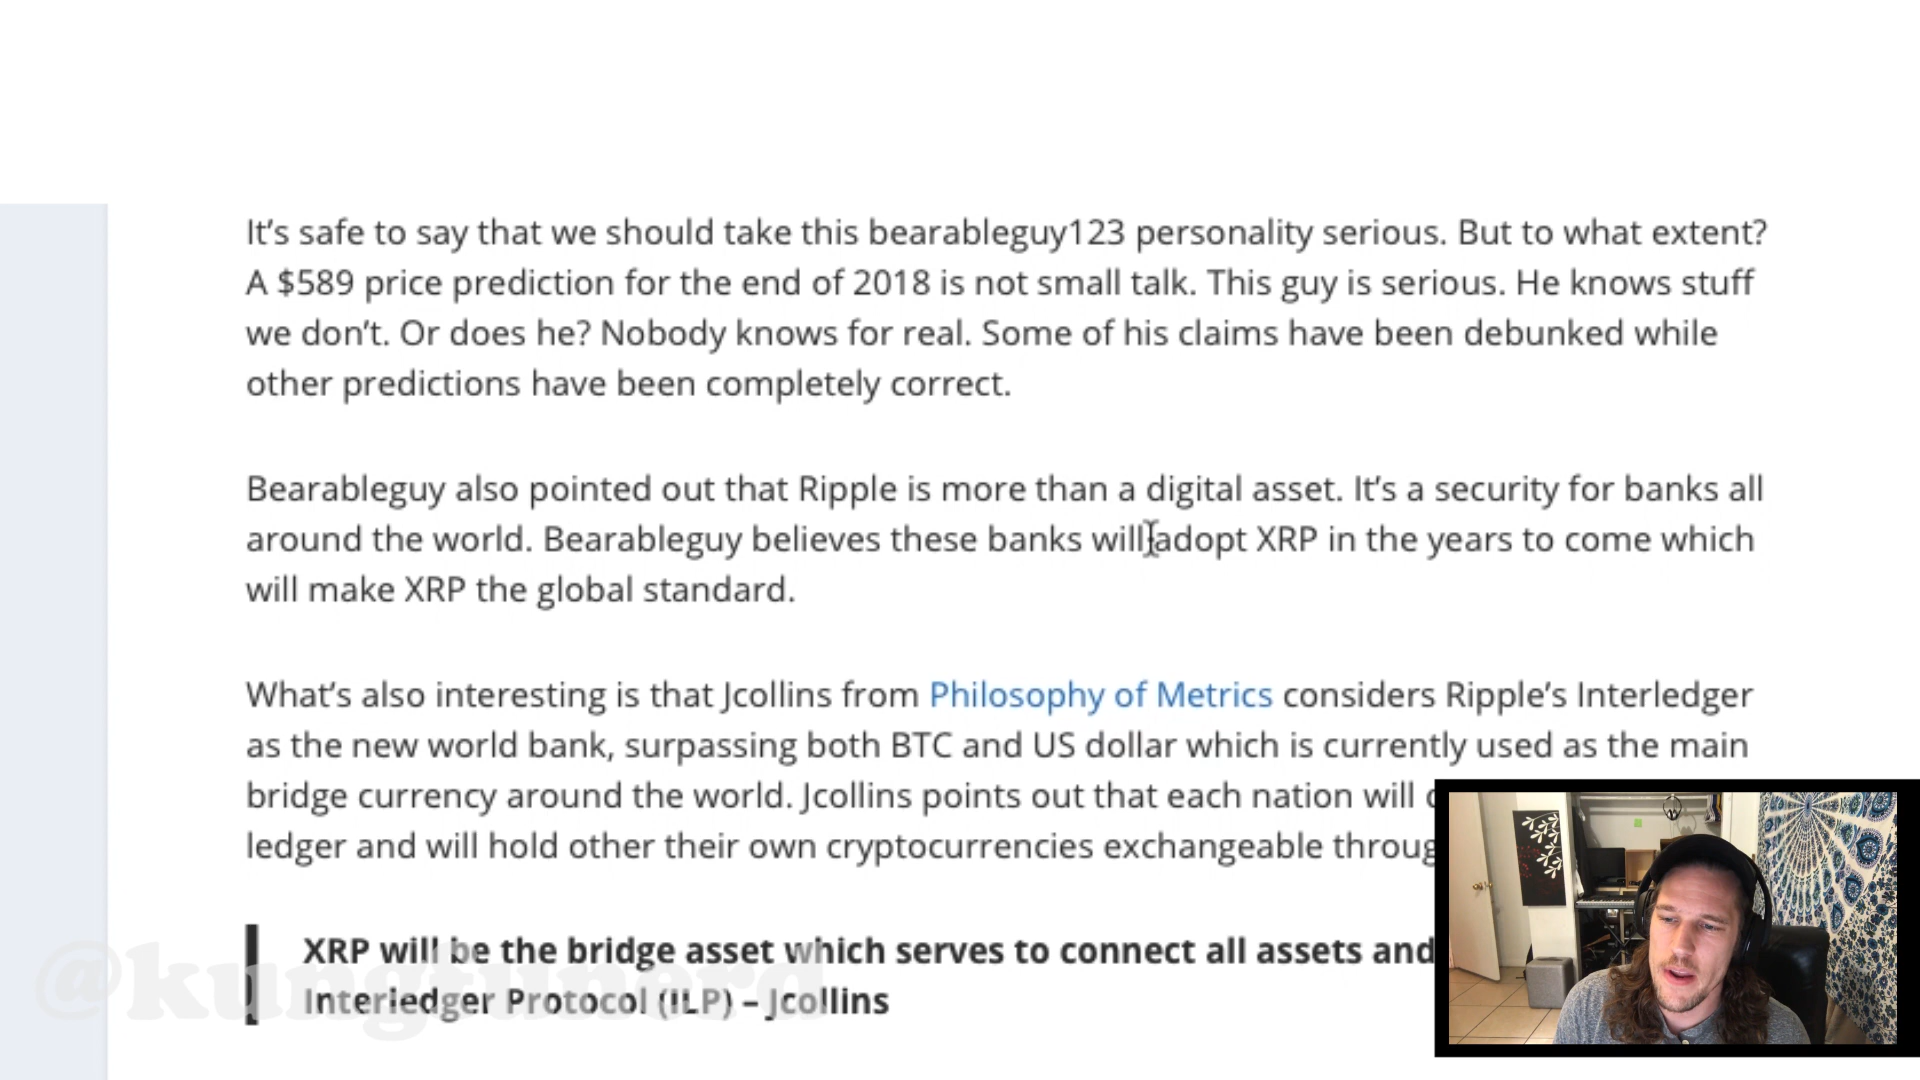 It's safe to say that we should take this bearableguy123 personality serious. But to what extent?
A $589 price prediction for the end of 2018 is not small talk. This guy is serious. He knows stuff
we don't. Or does he? Nobody knows for real. Some of his claims have been debunked while
other predictions have been completely correct.
Bearableguy also pointed out that Ripple is more than a digital asset. It's a security for banks all
around the world. Bearableguy believes these banks will adopt XRP in the years to come which
will make XRP the global standard.
What's also interesting is that Jcollins from Philosophy of Metrics considers Ripple's Interledger
as the new world bank, surpassing both BTC and US dollar which is currently used as the main
bridge currency around the world. Jcollins points out that each nation will
ledger and will hold other their own cryptocurrencies exchangeable
XRP will be the bridge asset which serves to connect all assets and
Interledger Protocol (ILP) – Jcollins
@kungfunerd